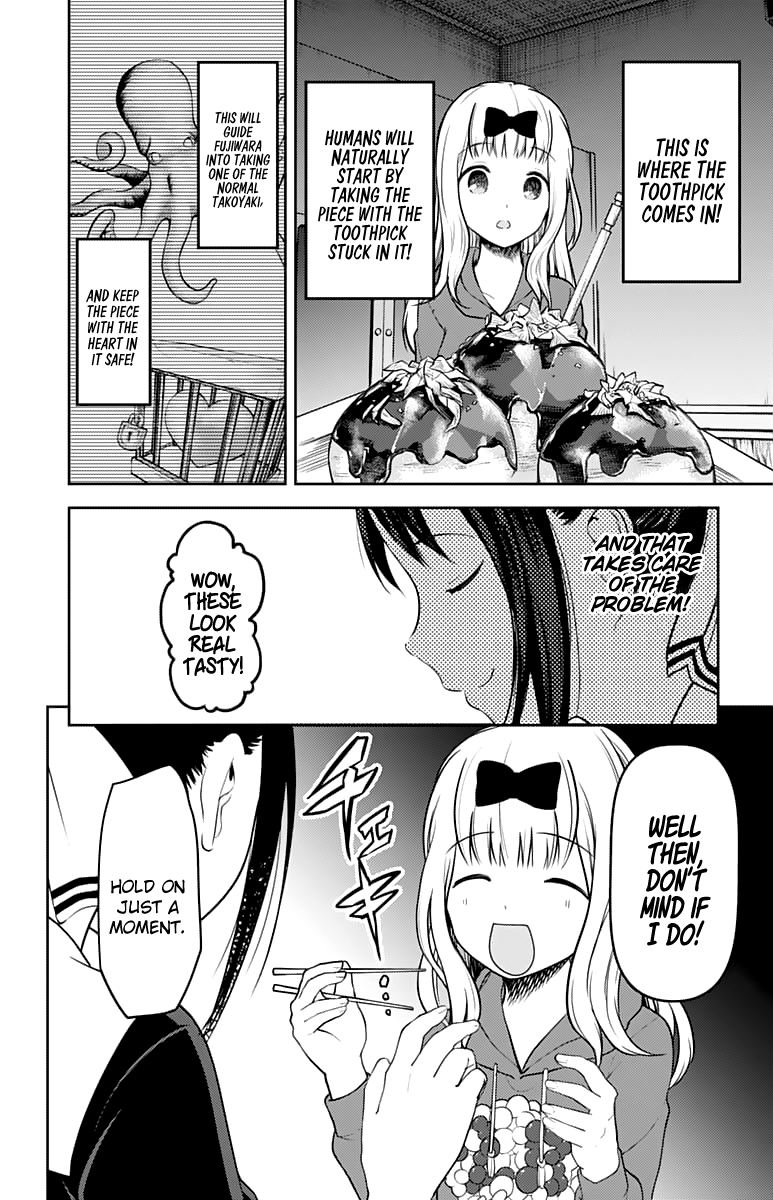 THIS IS
WHERE THE
TOOTHPICK
COMES IN!
HUMANS WILL
NATURALLY
START BY
TAKING THE
PIECE WITH THE
TOOTHPICK
STUCK IN IT!
THIS WILL
GUIDE
FUJIWARA
INTO TAKING
ONE OF THE
NORMAL
TAKOYAKI,
AND KEEP
THE PIECE
WITH THE
HEART IN
IT SAFE!
AND THAT
TAKES CARE
OF THE
PROBLEM!
WOW,
THESE
LOOK
REAL
TASTY!
WELL
THEN,
DON'T
MIND IF
I DO!
チェキ
HOLD ON
JUST A
MOMENT.